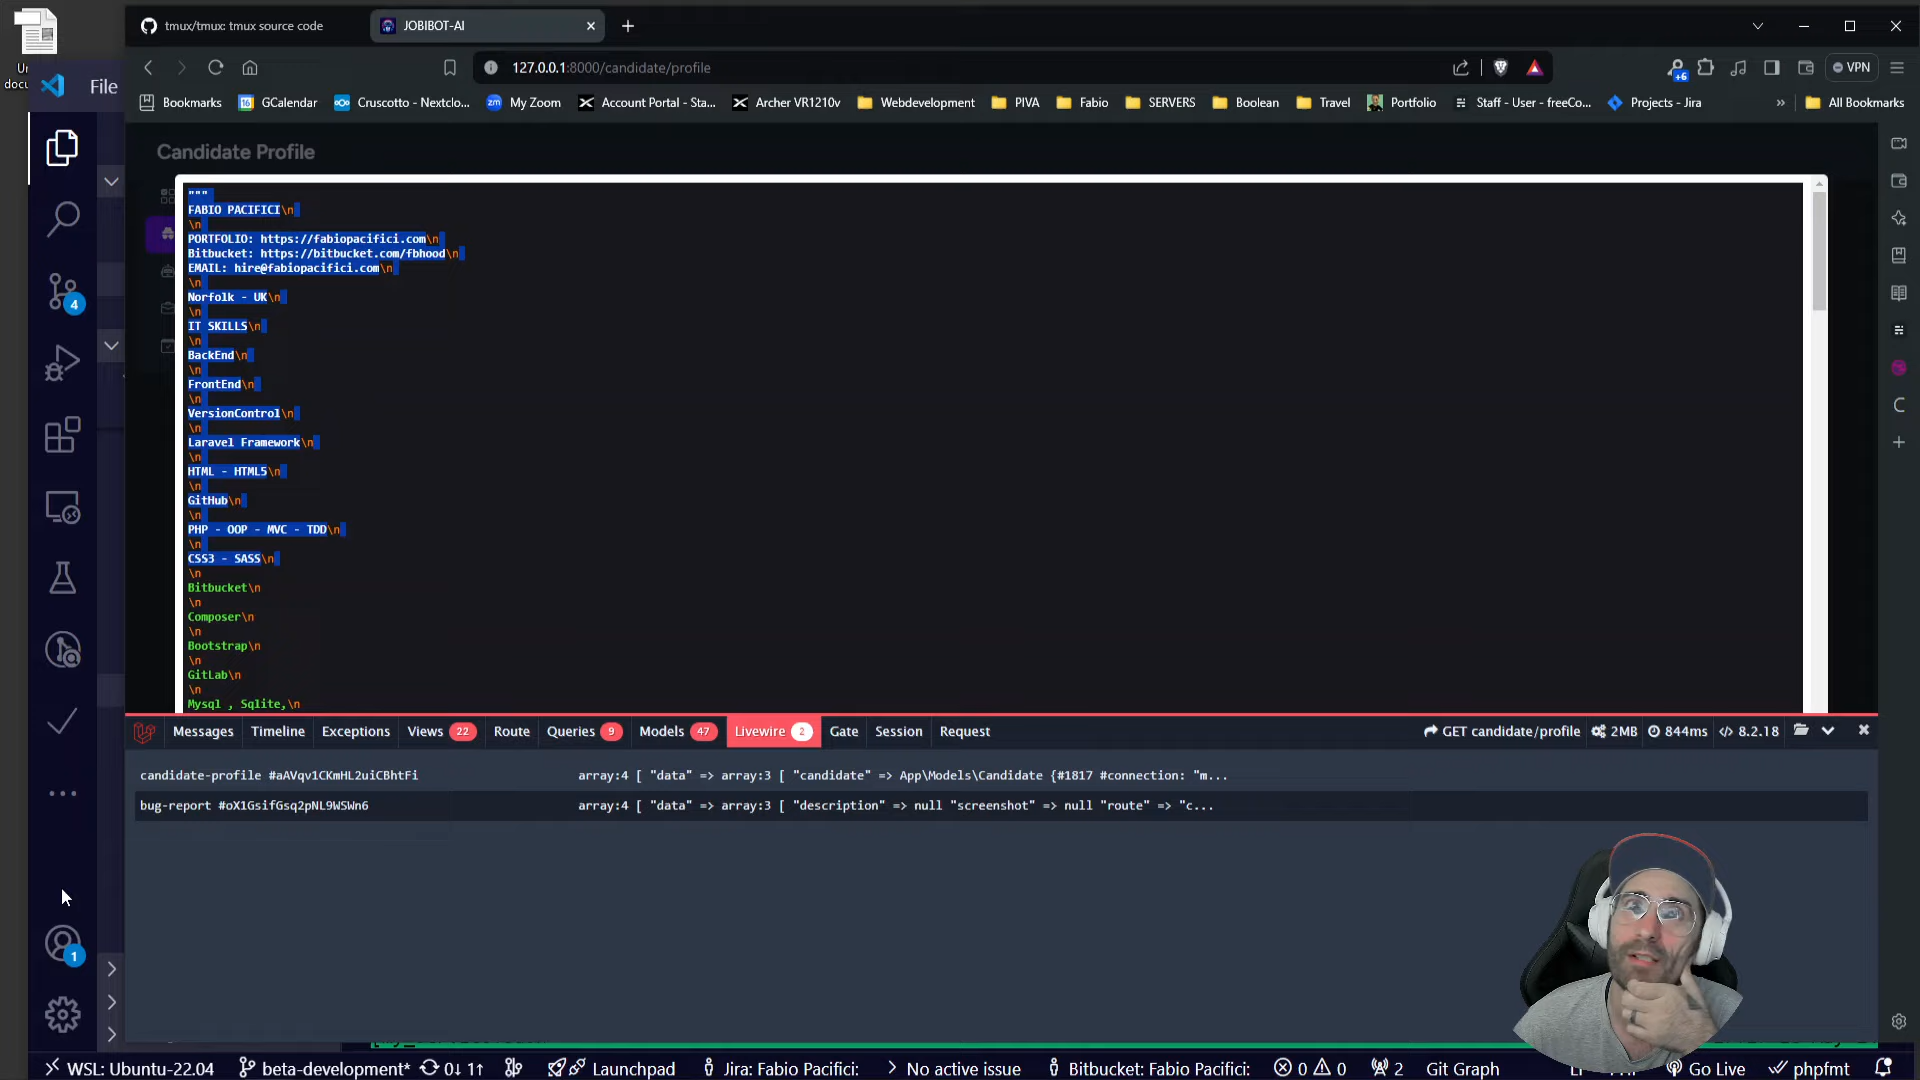 tmux/tmux: tmux source code
JOBIBOT-AI
File
127.0.0.1:8000/candidate/profile
+6
VPN
Bookmarks
16 GCalendar
Cruscotto - Nextclo...
zm My Zoom
Account Portal - Sta...
Archer VR1210v
Webdevelopment
PIVA
Fabio
SERVERS
Boolean
Travel
Portfolio
Staff - User - freeCo...
Projects - Jira
»
All Bookmarks
Candidate Profile
"""
FABIO PACIFICI\n
\n
PORTFOLIO: https://fabiopacifici.com\n
Bitbucket: https://bitbucket.com/fbhood\n
EMAIL: hire@fabiopacifici.com\n
\n
Norfolk - UK\n
\n
IT SKILLS\n
\n
BackEnd\n
\n
FrontEnd\n
\n
VersionControl\n
\n
Laravel Framework\n
\n
HTML - HTML5\n
\n
GitHub\n
\n
PHP - OOP - MVC - TDD\n
\n
CSS3 - SASS\n
\n
Bitbucket\n
\n
Composer\n
\n
Bootstrap\n
\n
GitLab\n
\n
Mysql , Sqlite,\n
4
1
Messages
Timeline
Exceptions
Views 22
Route
Queries 9
Models 47
Livewire 2
Gate
Session
Request
GET candidate/profile
2MB
844ms
8.2.18
candidate-profile #aAVqv1CKmHL2uiCBhtFi array:4 [ "data" => array:3 [ "candidate" => App\Models\Candidate {#1817 #connection: "m...
bug-report #oX1GsifGsq2pNL9WSWn6 array:4 [ "data" => array:3 [ "description" => null "screenshot" => null "route" => "c...
WSL: Ubuntu-22.04
beta-development*
0↓ 1↑
Launchpad
Jira: Fabio Pacifici:
No active issue
Bitbucket: Fabio Pacifici:
0
0
2
Git Graph
Go Live
phpfmt